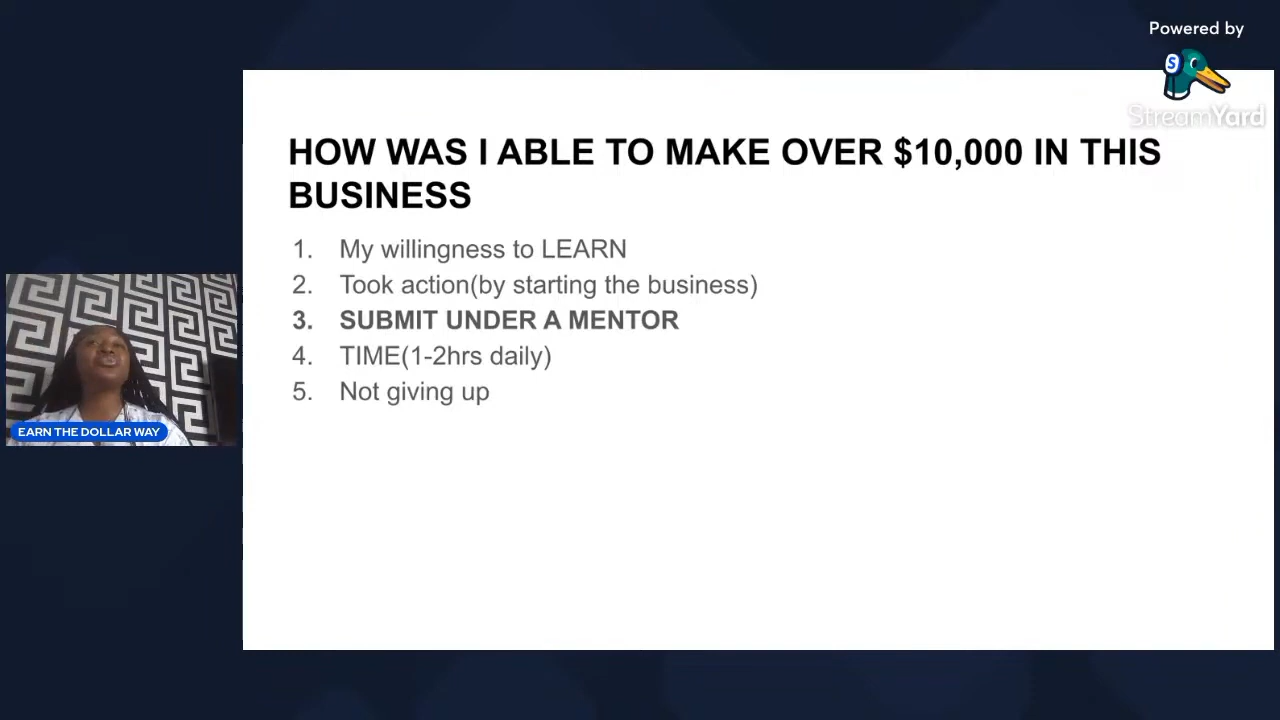 Powered by
StreamYard
HOW WAS I ABLE TO MAKE OVER $10,000 IN THIS
BUSINESS
1. My willingness to LEARN
2. Took action(by starting the business)
3. SUBMIT UNDER A MENTOR
4. TIME(1-2hrs daily)
5. Not giving up
EARN THE DOLLAR WAY